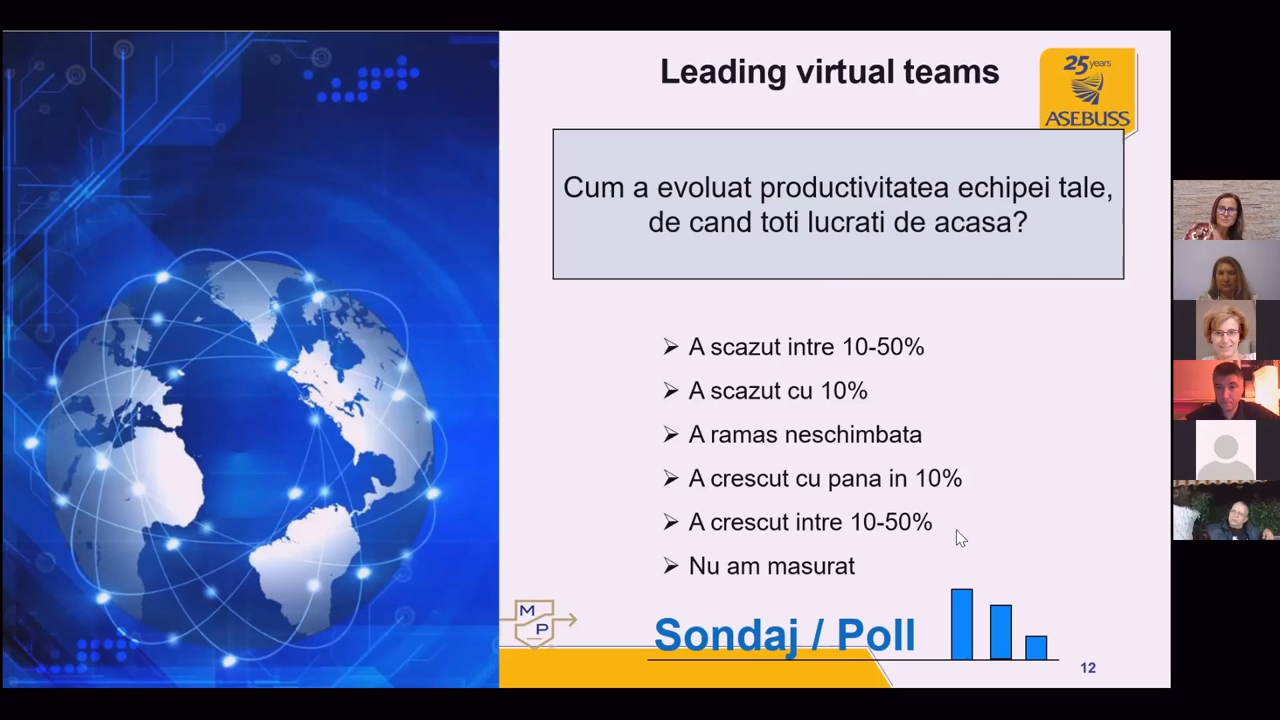 Leading virtual teams
25 years
ASEBUSS
Cum a evoluat productivitatea echipei tale,
de cand toti lucrati de acasa?
A scazut intre 10-50%
A scazut cu 10%
A ramas neschimbata
A crescut cu pana in 10%
A crescut intre 10-50%
Nu am masurat
M
P
Sondaj / Poll
12